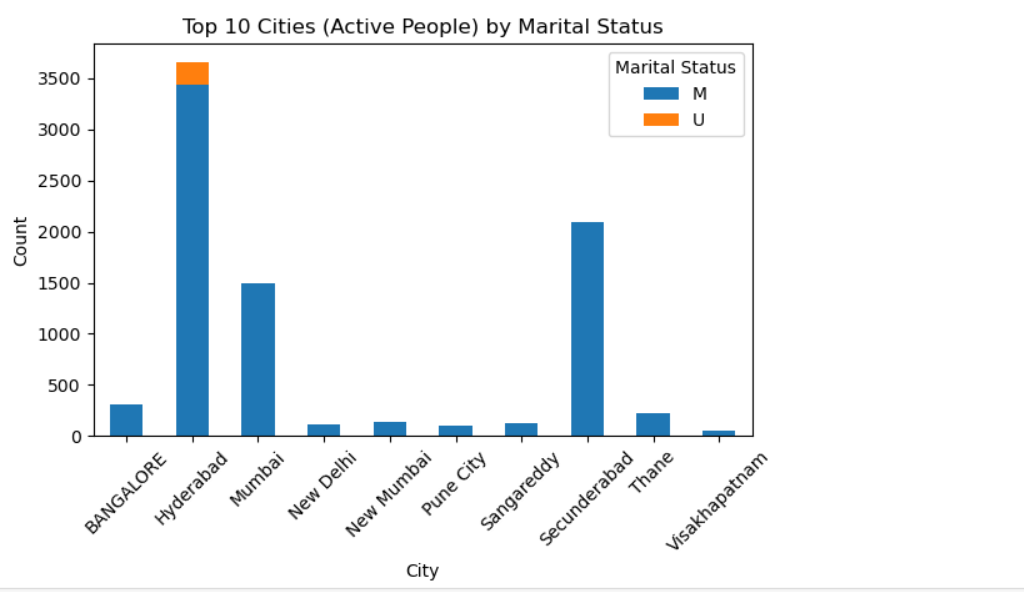 Top 10 Cities (Active People) by Marital Status
Marital Status
M
U
Count
3500
3000
2500
2000
1500
1000
500
0
BANGALORE
Hyderabad
Mumbai
New Delhi
New Mumbai
Pune City
Sangareddy
Secunderabad
Thane
Visakhapatnam
City